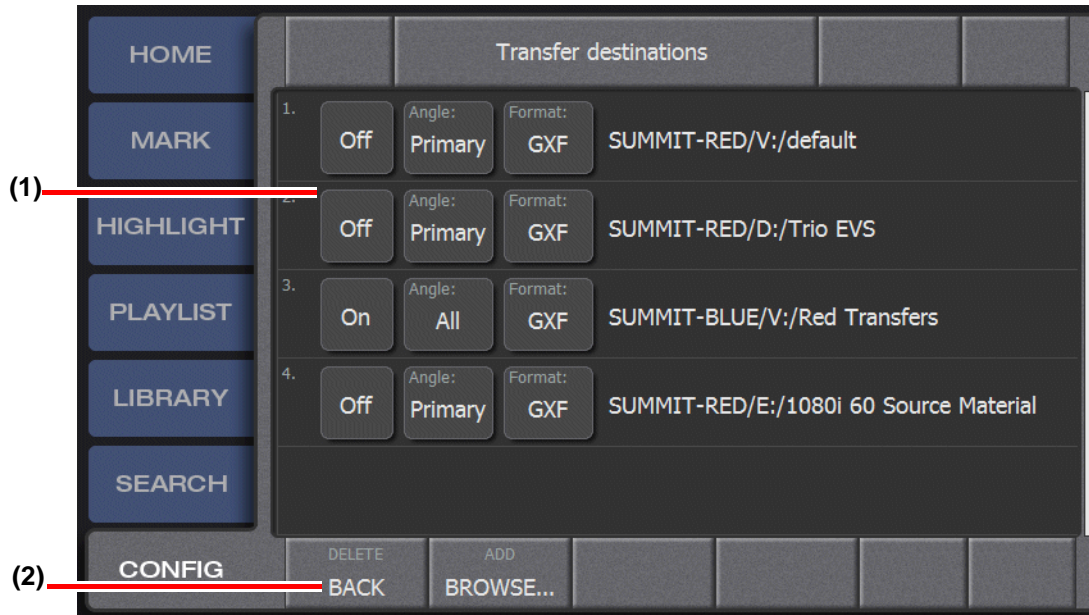 HOME
MARK
HIGHLIGHT
PLAYLIST
LIBRARY
SEARCH
CONFIG
(1)
(2)
Transfer destinations
1. Off Angle: Primary Format: GXF SUMMIT-RED/V:/default
2. Off Angle: Primary Format: GXF SUMMIT-RED/D:/Trio EVS
3. On Angle: All Format: GXF SUMMIT-BLUE/V:/Red Transfers
4. Off Angle: Primary Format: GXF SUMMIT-RED/E:/1080i 60 Source Material
DELETE BACK
ADD BROWSE...